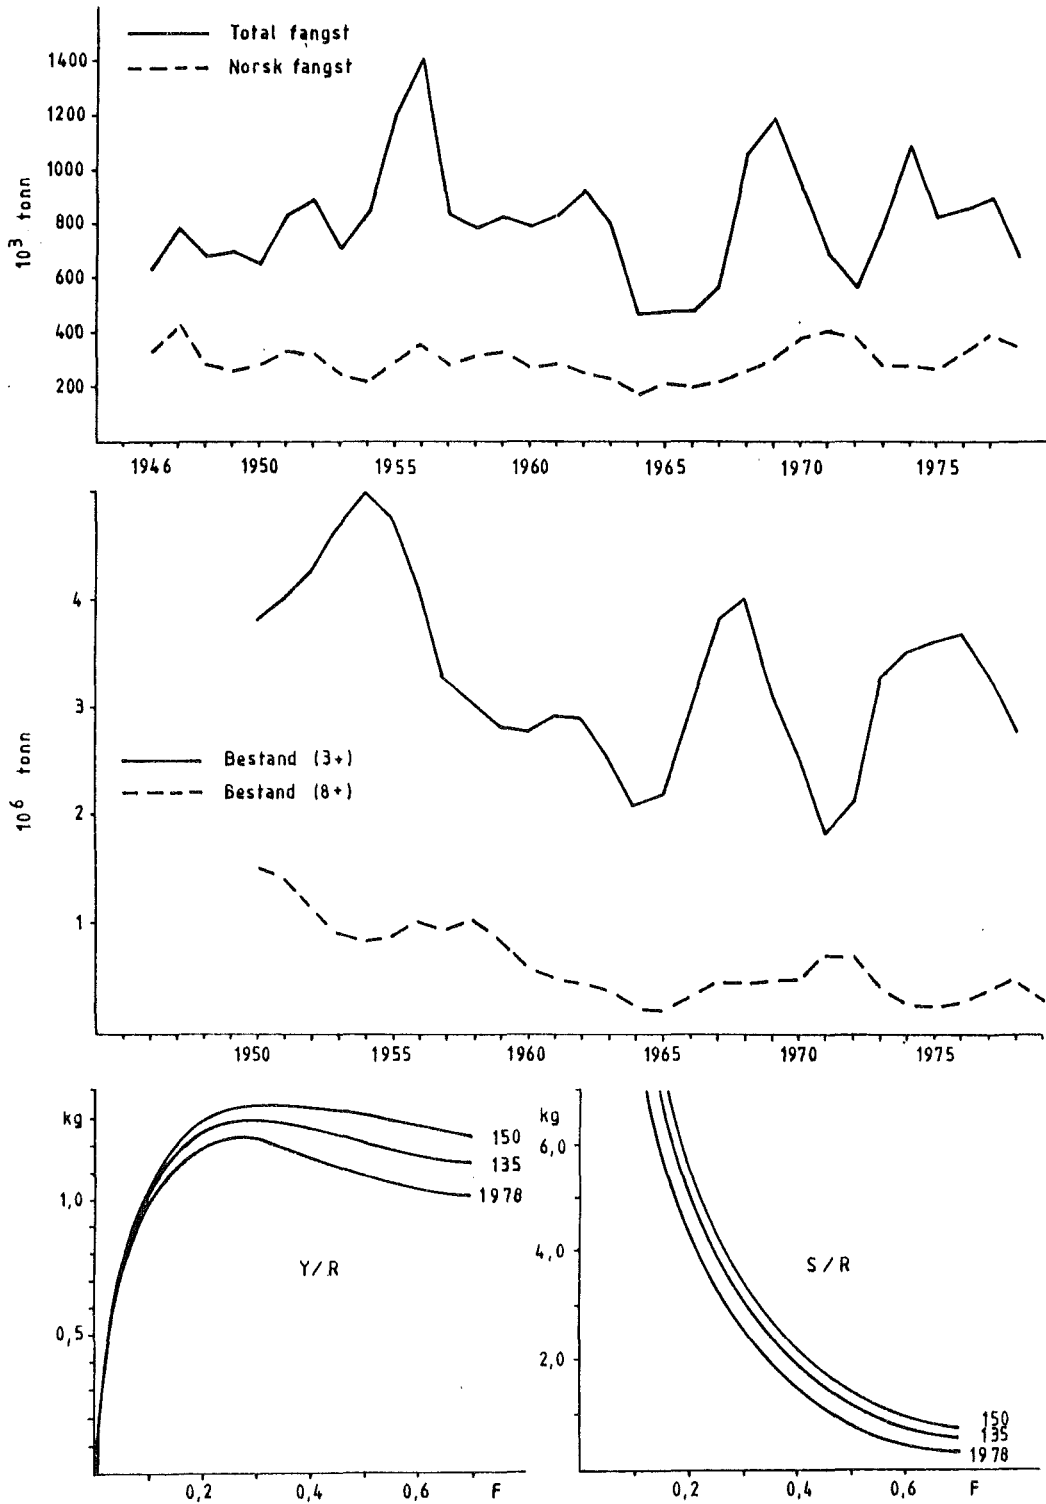 Total fangst
Norsk fangst
10³ tonn
1400
1200
1000
800
600
400
200
1946 1950 1955 1960 1965 1970 1975
10⁶ tonn
4
3
2
1
Bestand (3+)
Bestand (8+)
1950 1955 1960 1965 1970 1975
kg
1,0
0,5
150
135
1978
Y/R
0,2 0,4 0,6 F
kg
6,0
4,0
2,0
S/R
150
135
1978
0,2 0,4 0,6 F